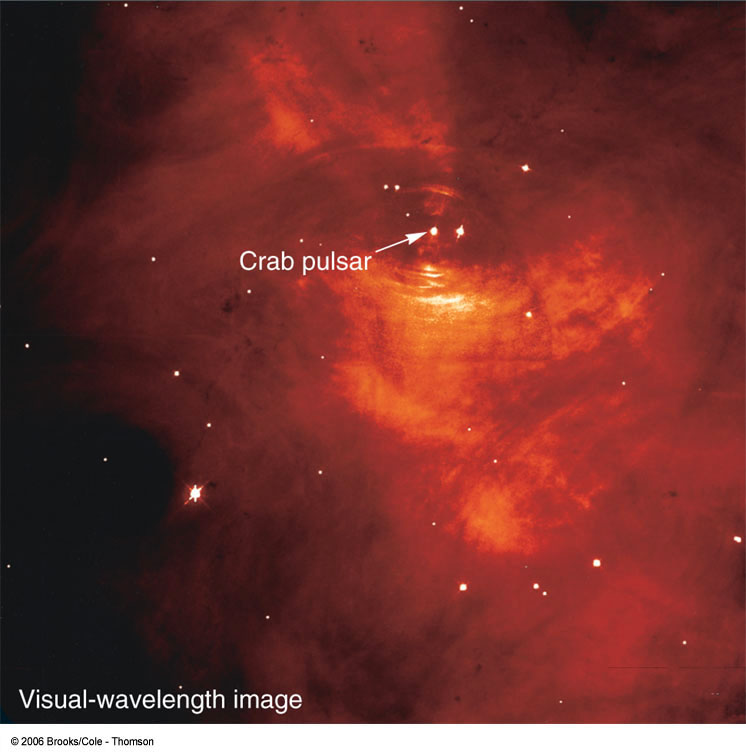 Crab pulsar
Visual-wavelength image
© 2006 Brooks/Cole - Thomson